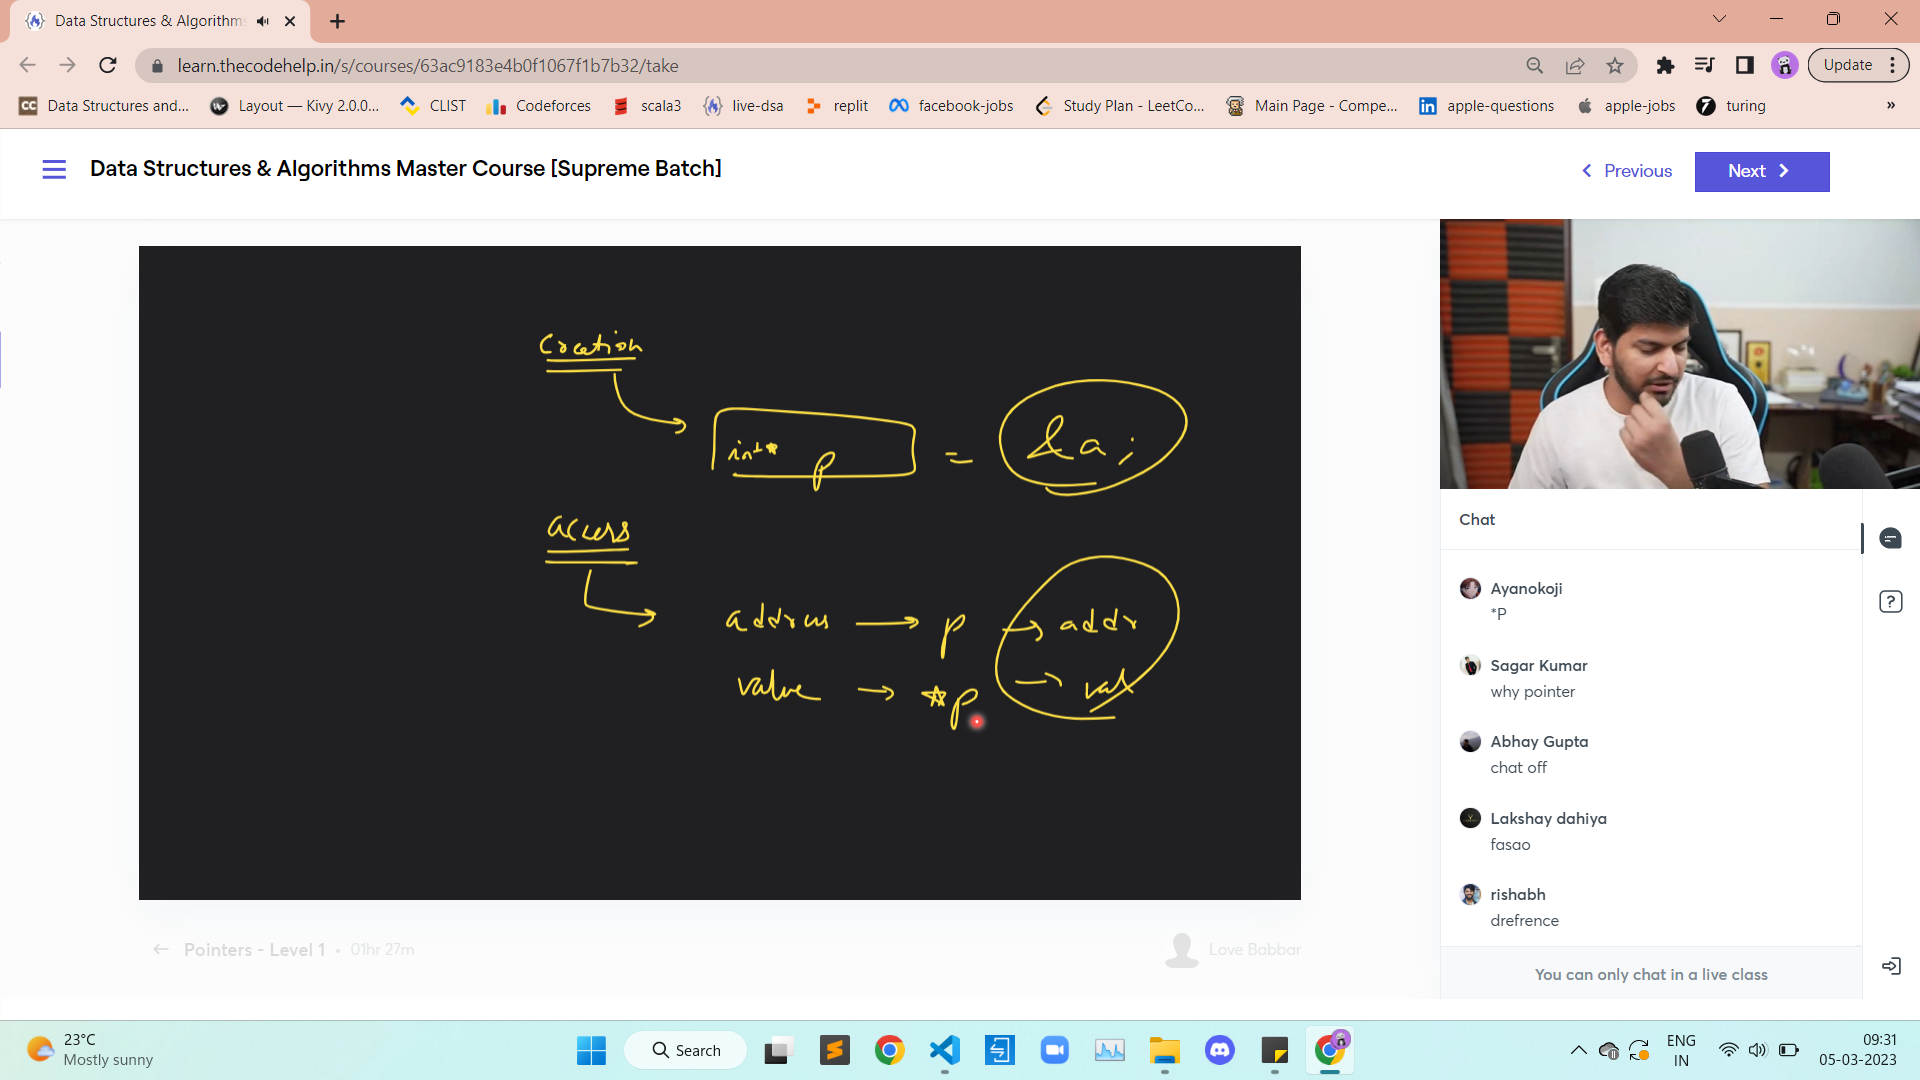 Data Structures & Algorithms
learn.thecodehelp.in/s/courses/63ac9183e4b0f1067f1b7b32/take
Update
CC Data Structures and... Layout — Kivy 2.0.0... CLIST Codeforces scala3 live-dsa replit facebook-jobs Study Plan - LeetCo... Main Page - Compe... in apple-questions apple-jobs turing »
Data Structures & Algorithms Master Course [Supreme Batch]
Previous
Next
Creation
int* p = &a;
access
address → p → addr
value → *p → val
Pointers - Level 1 • 01hr 27m
Love Babbar
Chat
Ayanokoji
*P
Sagar Kumar
why pointer
Abhay Gupta
chat off
Lakshay dahiya
fasao
rishabh
drefrence
You can only chat in a live class
23°C
Mostly sunny
Search
ENG
IN
09:31
05-03-2023